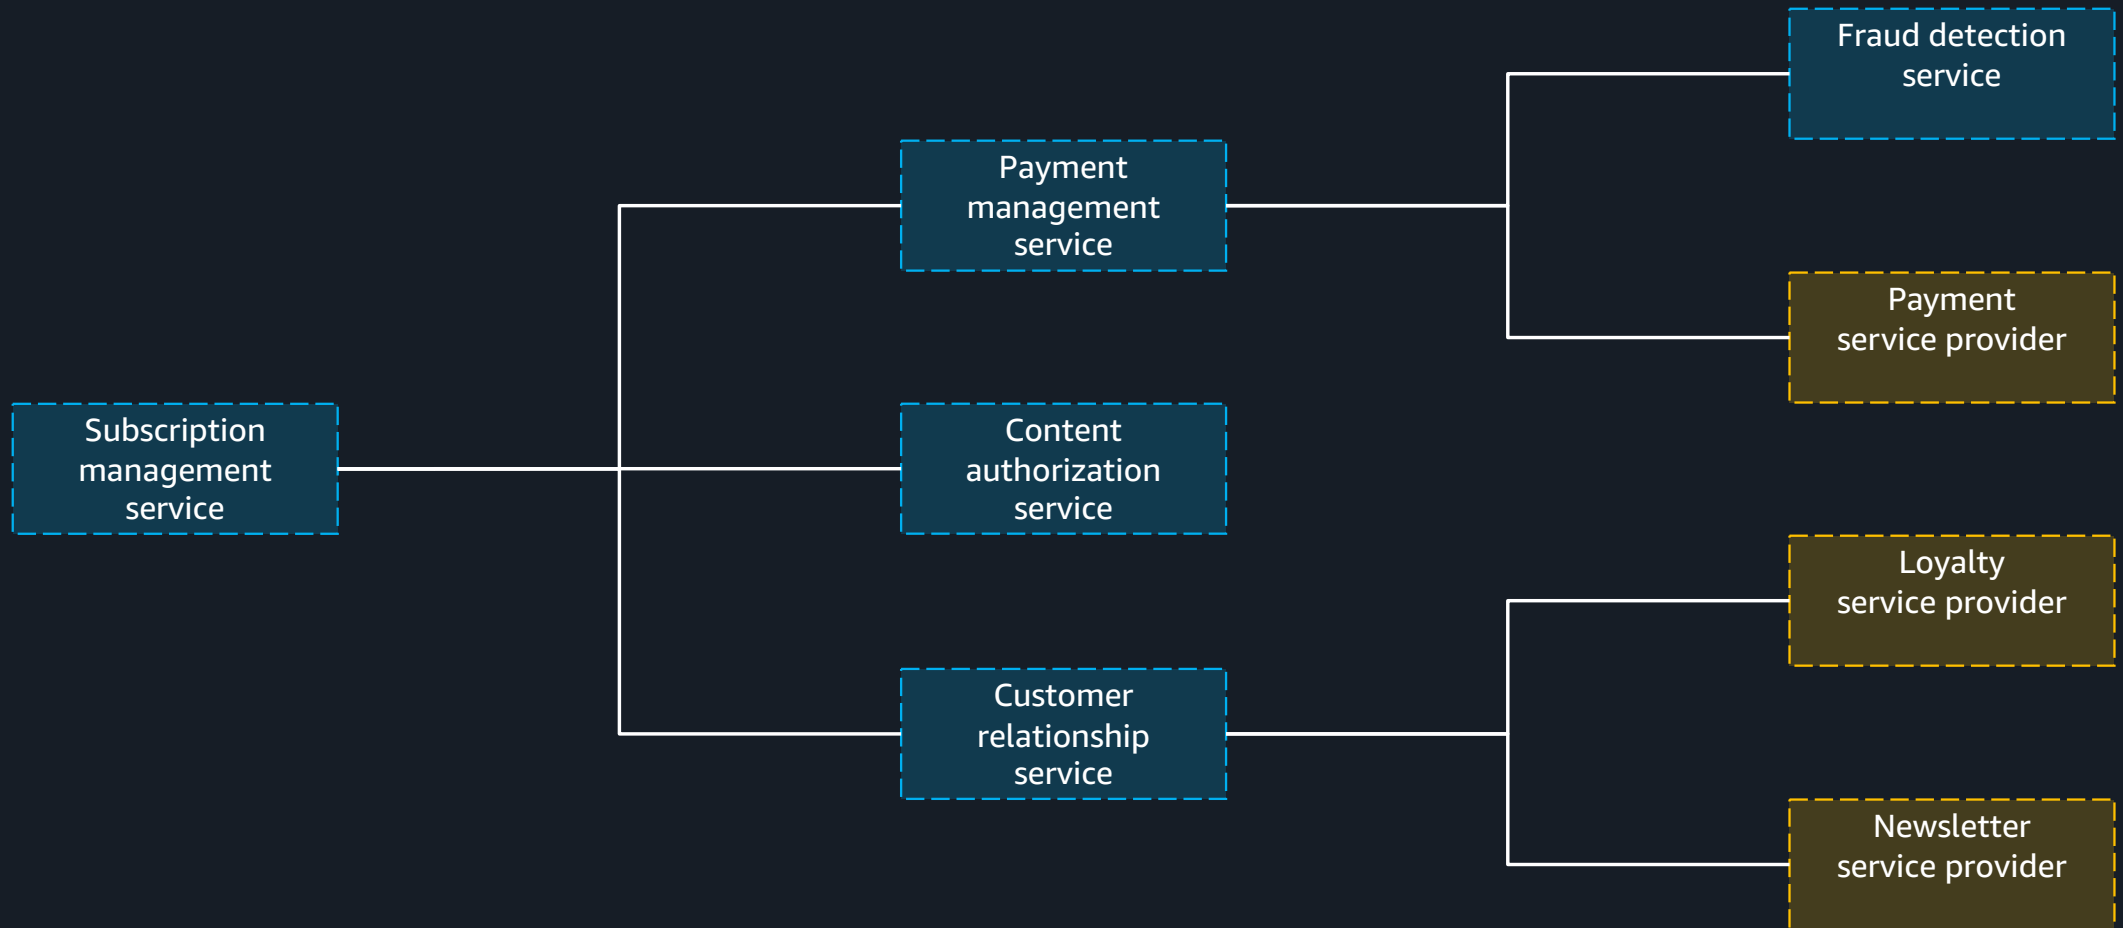 Fraud detection
service
Payment
management
service
Payment
service provider
Subscription
management
service
Content
authorization
service
Loyalty
service provider
Customer
relationship
service
Newsletter
service provider